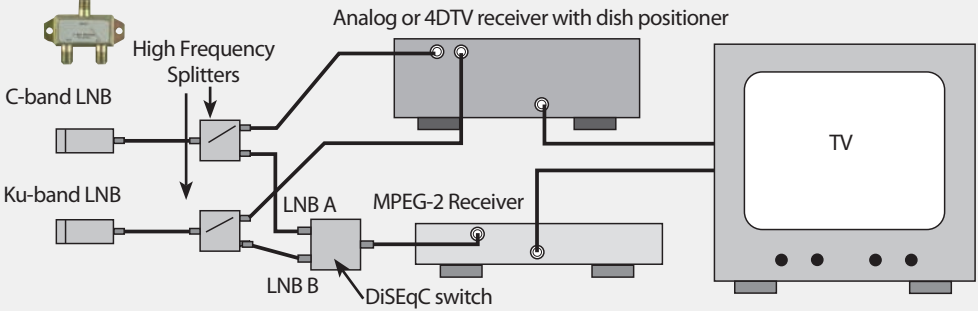 Analog or 4DTV receiver with dish positioner
High Frequency
Splitters
C-band LNB
TV
Ku-band LNB
LNB A
MPEG-2 Receiver
LNB B
DiSEqC switch